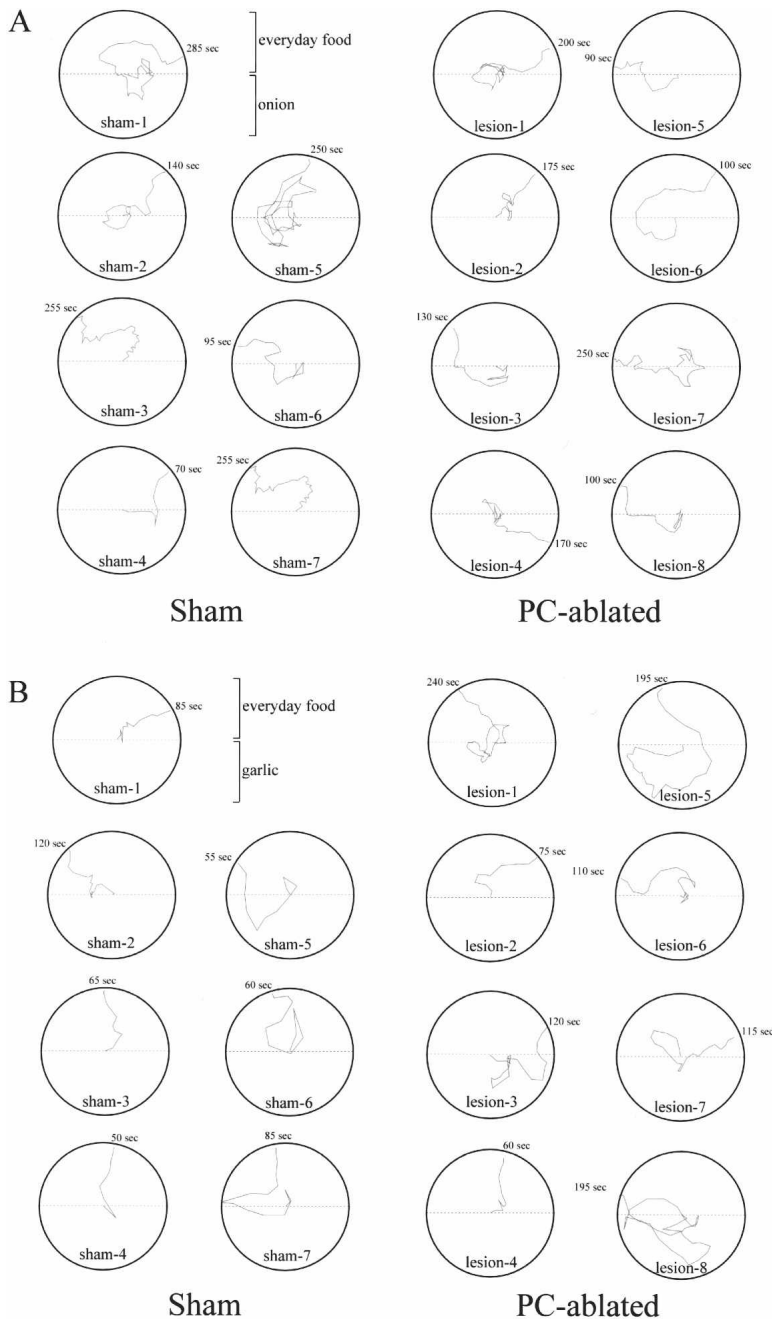 A
everyday food
285 sec
onion
sham-1
200 sec
lesion-1
90 sec
lesion-5
140 sec
sham-2
250 sec
sham-5
175 sec
lesion-2
100 sec
lesion-6
255 sec
sham-3
95 sec
sham-6
130 sec
lesion-3
250 sec
lesion-7
70 sec
sham-4
255 sec
sham-7
170 sec
lesion-4
100 sec
lesion-8
Sham
PC-ablated
B
85 sec
everyday food
garlic
sham-1
240 sec
lesion-1
195 sec
lesion-5
120 sec
sham-2
55 sec
sham-5
75 sec
lesion-2
110 sec
lesion-6
65 sec
sham-3
60 sec
sham-6
120 sec
lesion-3
115 sec
lesion-7
50 sec
sham-4
85 sec
sham-7
60 sec
lesion-4
195 sec
lesion-8
Sham
PC-ablated